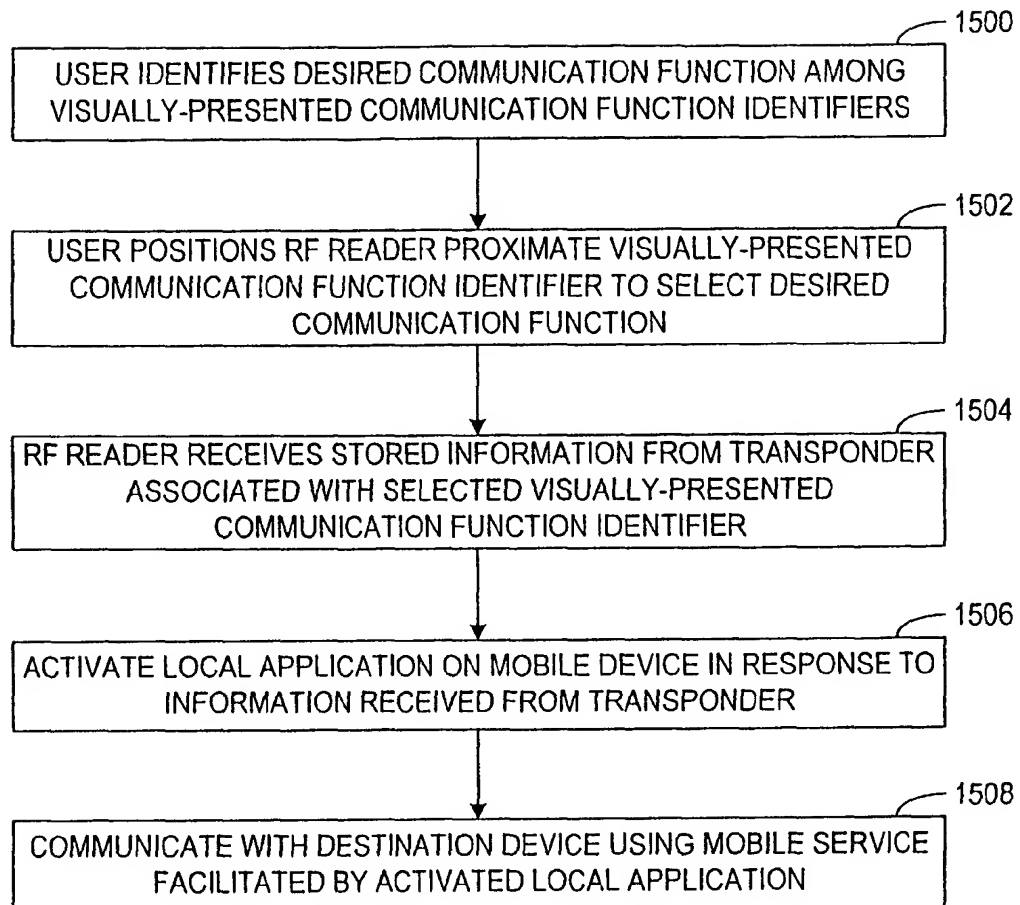 1500
USER IDENTIFIES DESIRED COMMUNICATION FUNCTION AMONG
VISUALLY-PRESENTED COMMUNICATION FUNCTION IDENTIFIERS
1502
USER POSITIONS RF READER PROXIMATE VISUALLY-PRESENTED
COMMUNICATION FUNCTION IDENTIFIER TO SELECT DESIRED
COMMUNICATION FUNCTION
1504
RF READER RECEIVES STORED INFORMATION FROM TRANSPONDER
ASSOCIATED WITH SELECTED VISUALLY-PRESENTED
COMMUNICATION FUNCTION IDENTIFIER
1506
ACTIVATE LOCAL APPLICATION ON MOBILE DEVICE IN RESPONSE TO
INFORMATION RECEIVED FROM TRANSPONDER
1508
COMMUNICATE WITH DESTINATION DEVICE USING MOBILE SERVICE
FACILITATED BY ACTIVATED LOCAL APPLICATION